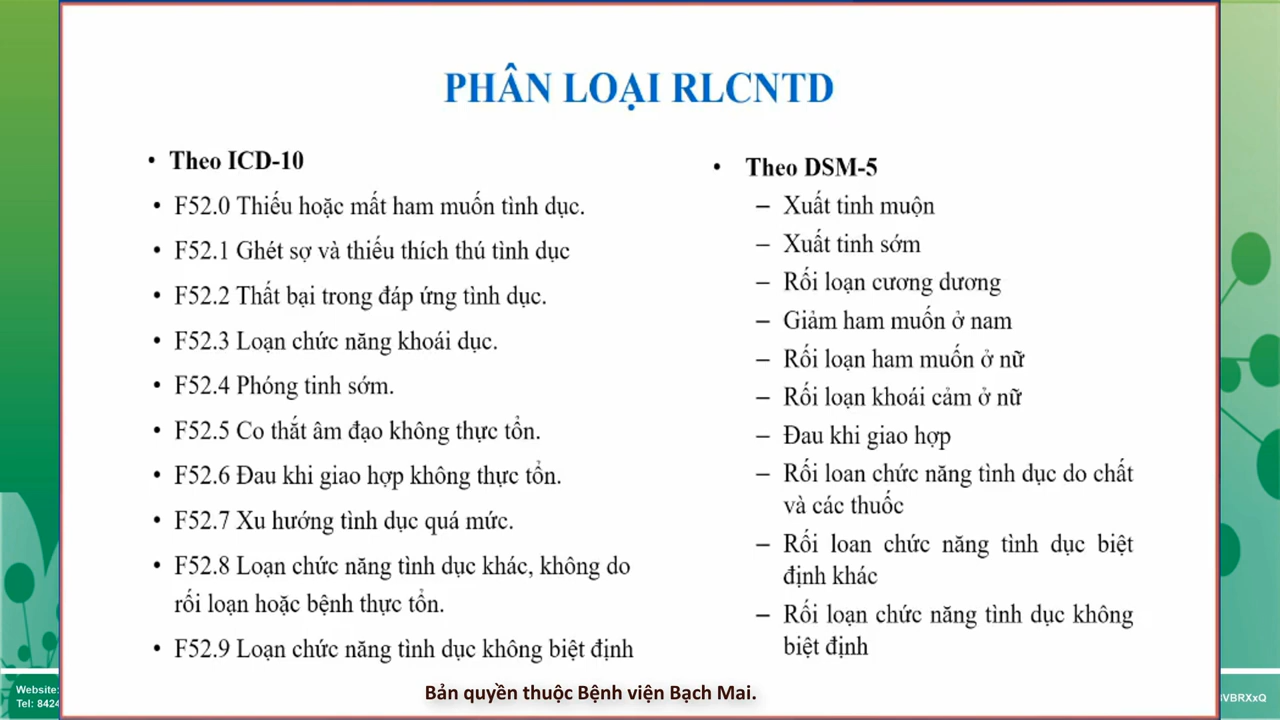 PHÂN LOẠI RLCNTD
• Theo ICD-10
• F52.0 Thiếu hoặc mất ham muốn tình dục.
• F52.1 Ghét sợ và thiếu thích thú tình dục
• F52.2 Thất bại trong đáp ứng tình dục.
• F52.3 Loạn chức năng khoái dục.
• F52.4 Phóng tinh sớm.
• F52.5 Co thắt âm đạo không thực tổn.
• F52.6 Đau khi giao hợp không thực tổn.
• F52.7 Xu hướng tình dục quá mức.
• F52.8 Loạn chức năng tình dục khác, không do
rối loạn hoặc bệnh thực tổn.
• F52.9 Loạn chức năng tình dục không biệt định
• Theo DSM-5
– Xuất tinh muộn
– Xuất tinh sớm
– Rối loạn cương dương
– Giảm ham muốn ở nam
– Rối loạn ham muốn ở nữ
– Rối loạn khoái cảm ở nữ
– Đau khi giao hợp
– Rối loan chức năng tình dục do chất
và các thuốc
– Rối loan chức năng tình dục biệt
định khác
– Rối loạn chức năng tình dục không
biệt định
Bản quyền thuộc Bệnh viện Bạch Mai.
Website:
Tel: 8424
VBRXxQ